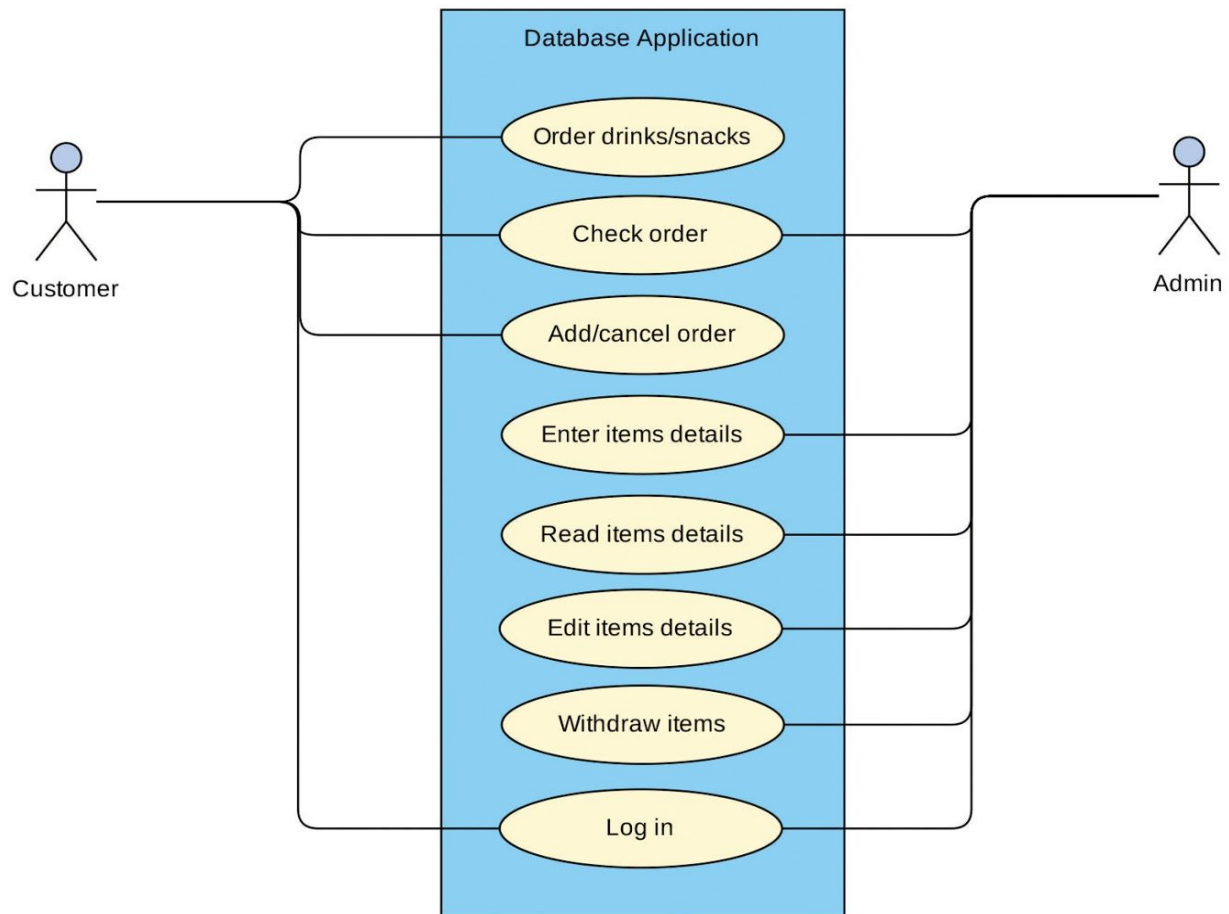 Database Application
Order drinks/snacks
Check order
Customer
Admin
Add/cancel order
Enter items details
Read items details
Edit items details
Withdraw items
Log in